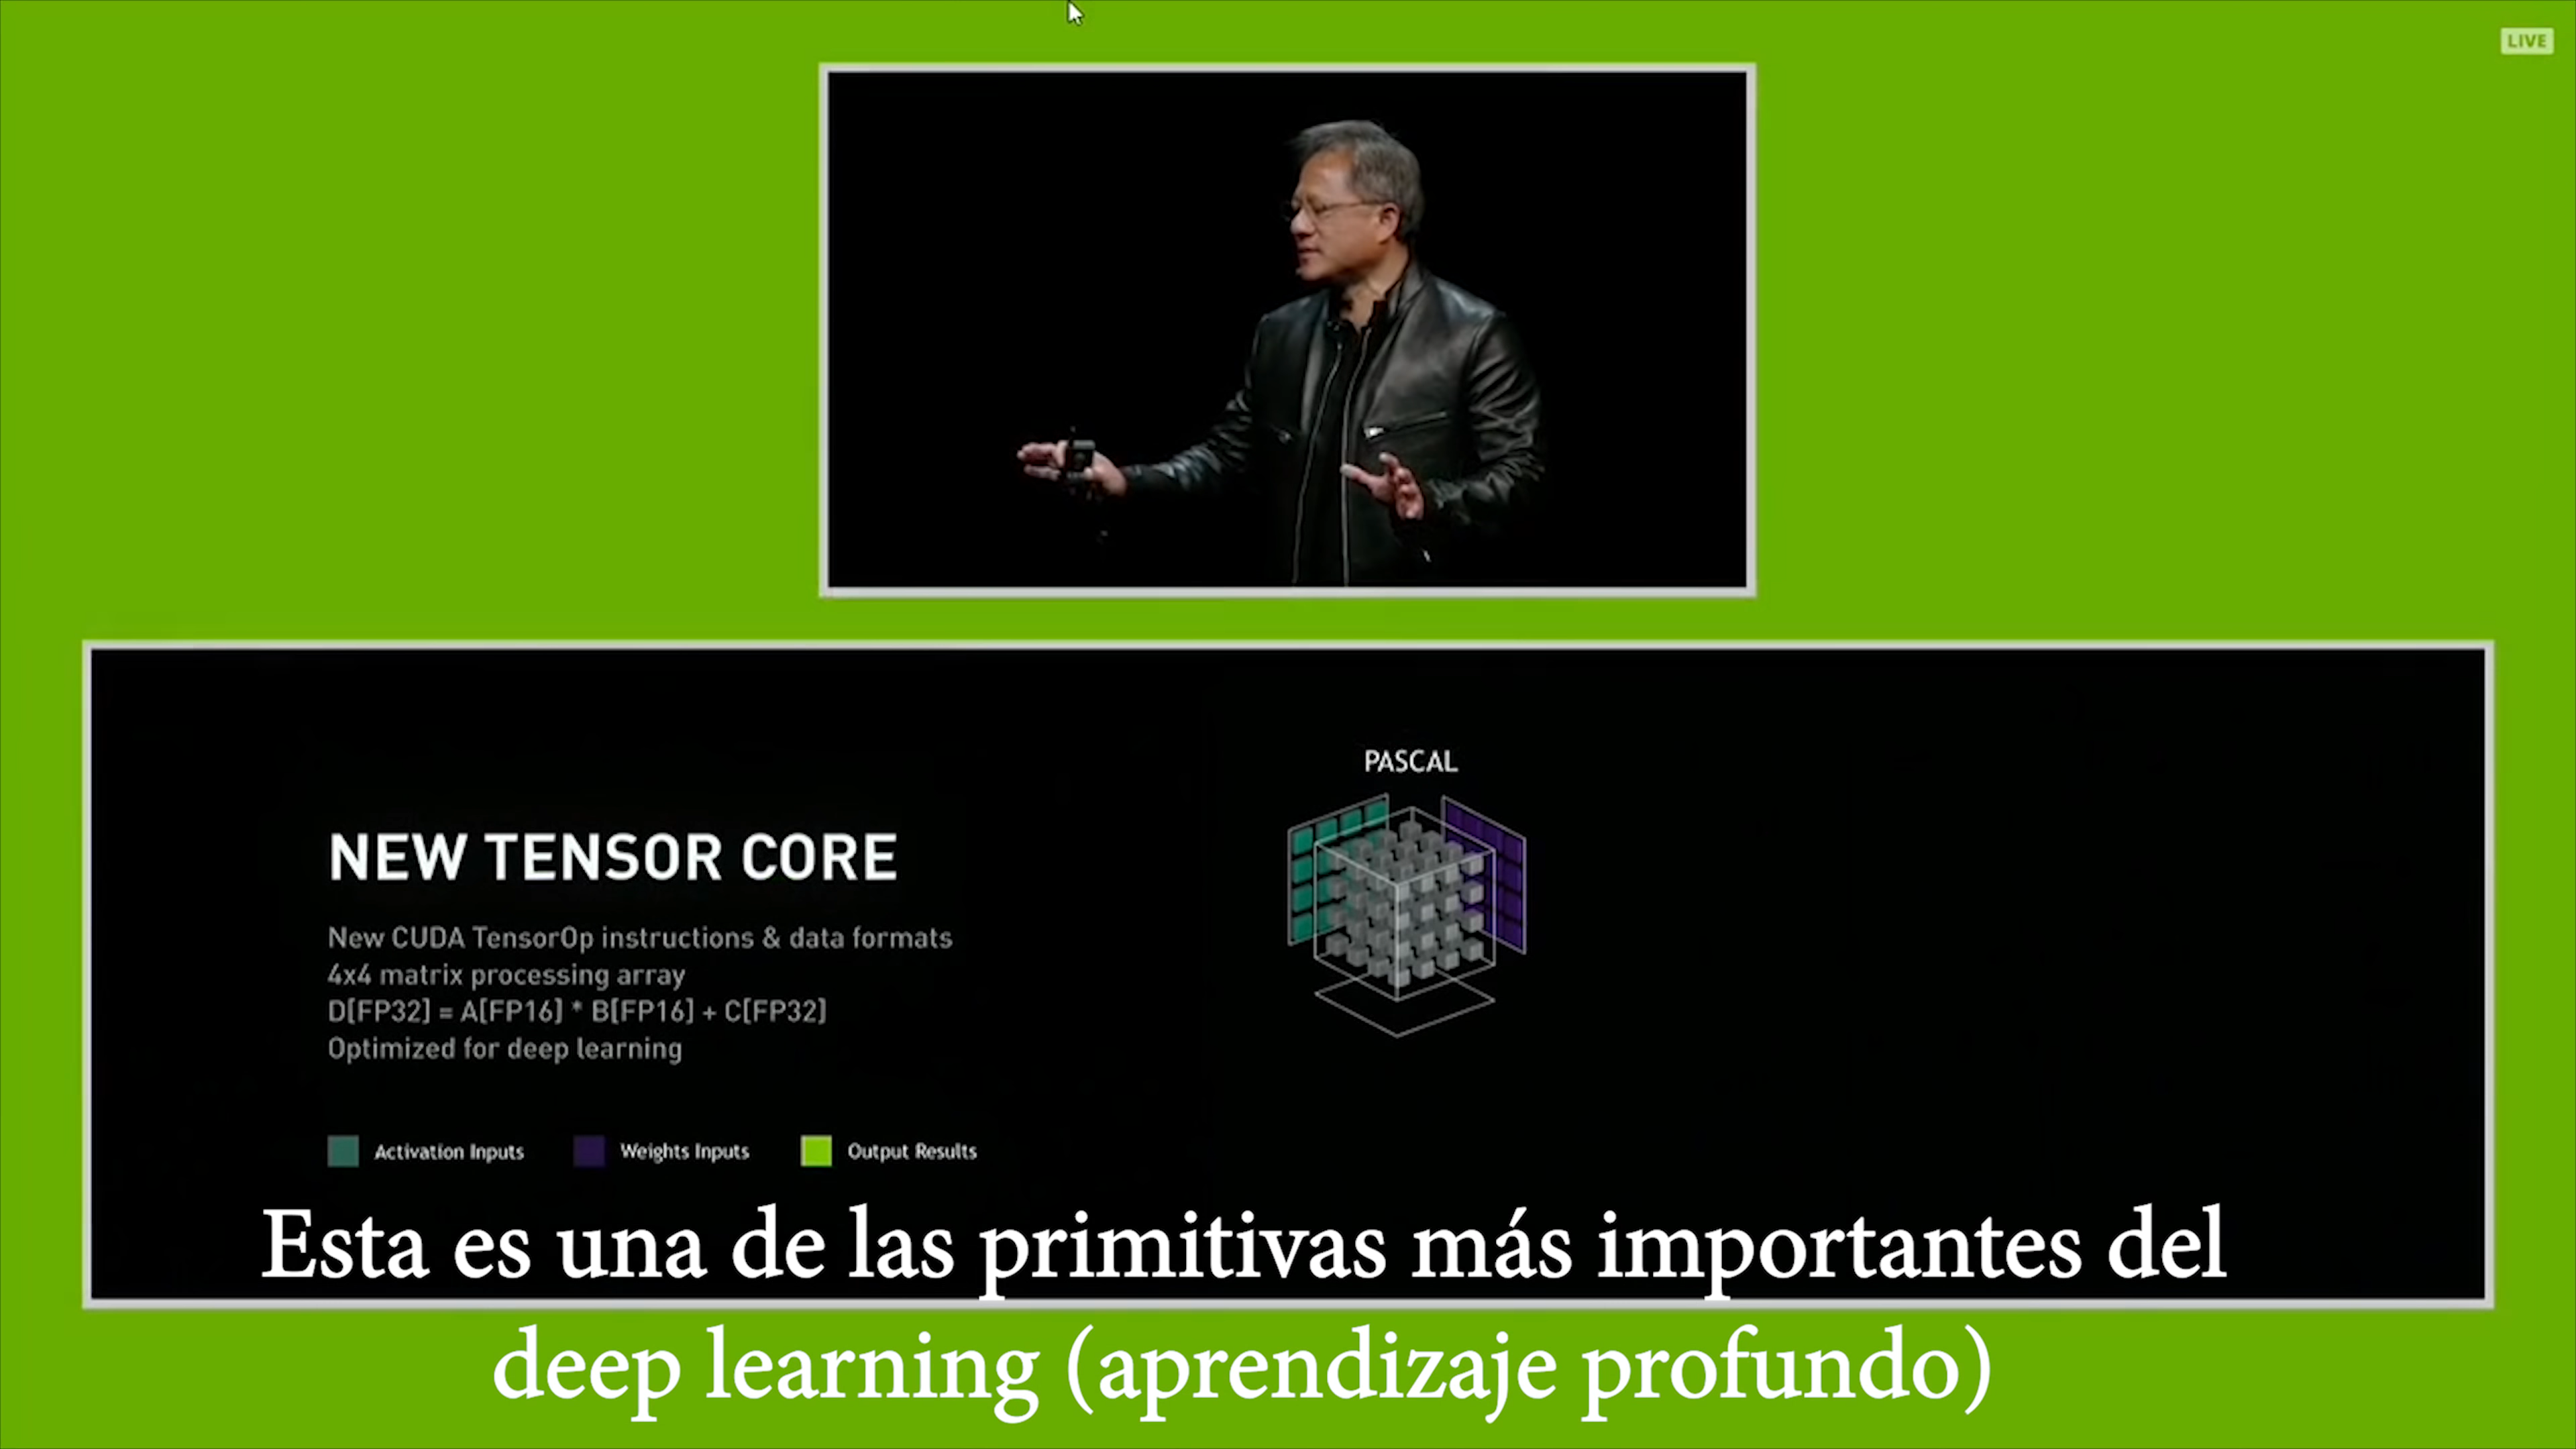 LIVE
PASCAL
NEW TENSOR CORE
New CUDA TensorOp instructions & data formats
4x4 matrix processing array
D[FP32] = A[FP16] * B[FP16] + C[FP32]
Optimized for deep learning
Activation Inputs
Weights Inputs
Output Results
Esta es una de las primitivas más importantes del
deep learning (aprendizaje profundo)